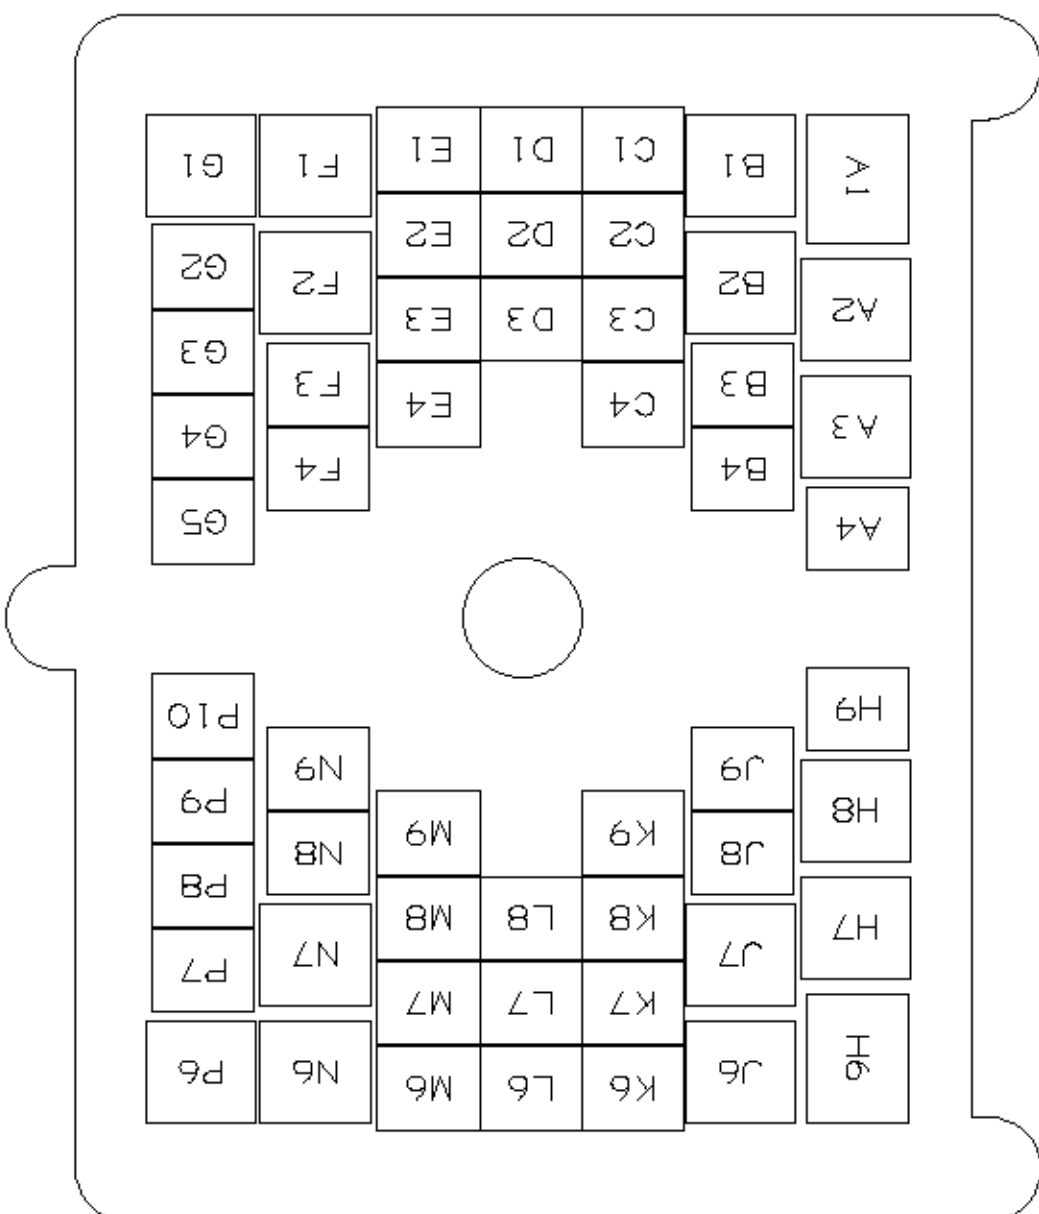 G1 F1 E1 D1 C1 B1 A1
G2 F2 E2 D2 C2 B2 A2
G3 F3 E3 D3 C3 B3 A3
G4 F4 E4 C4 B4 A4
G5
P10 N9 M9 K9 J9 H9
P9 N8 M8 L8 K8 J8 H8
P8 N7 M7 L7 K7 J7 H7
P7
P6 N6 M6 L6 K6 J6 H6